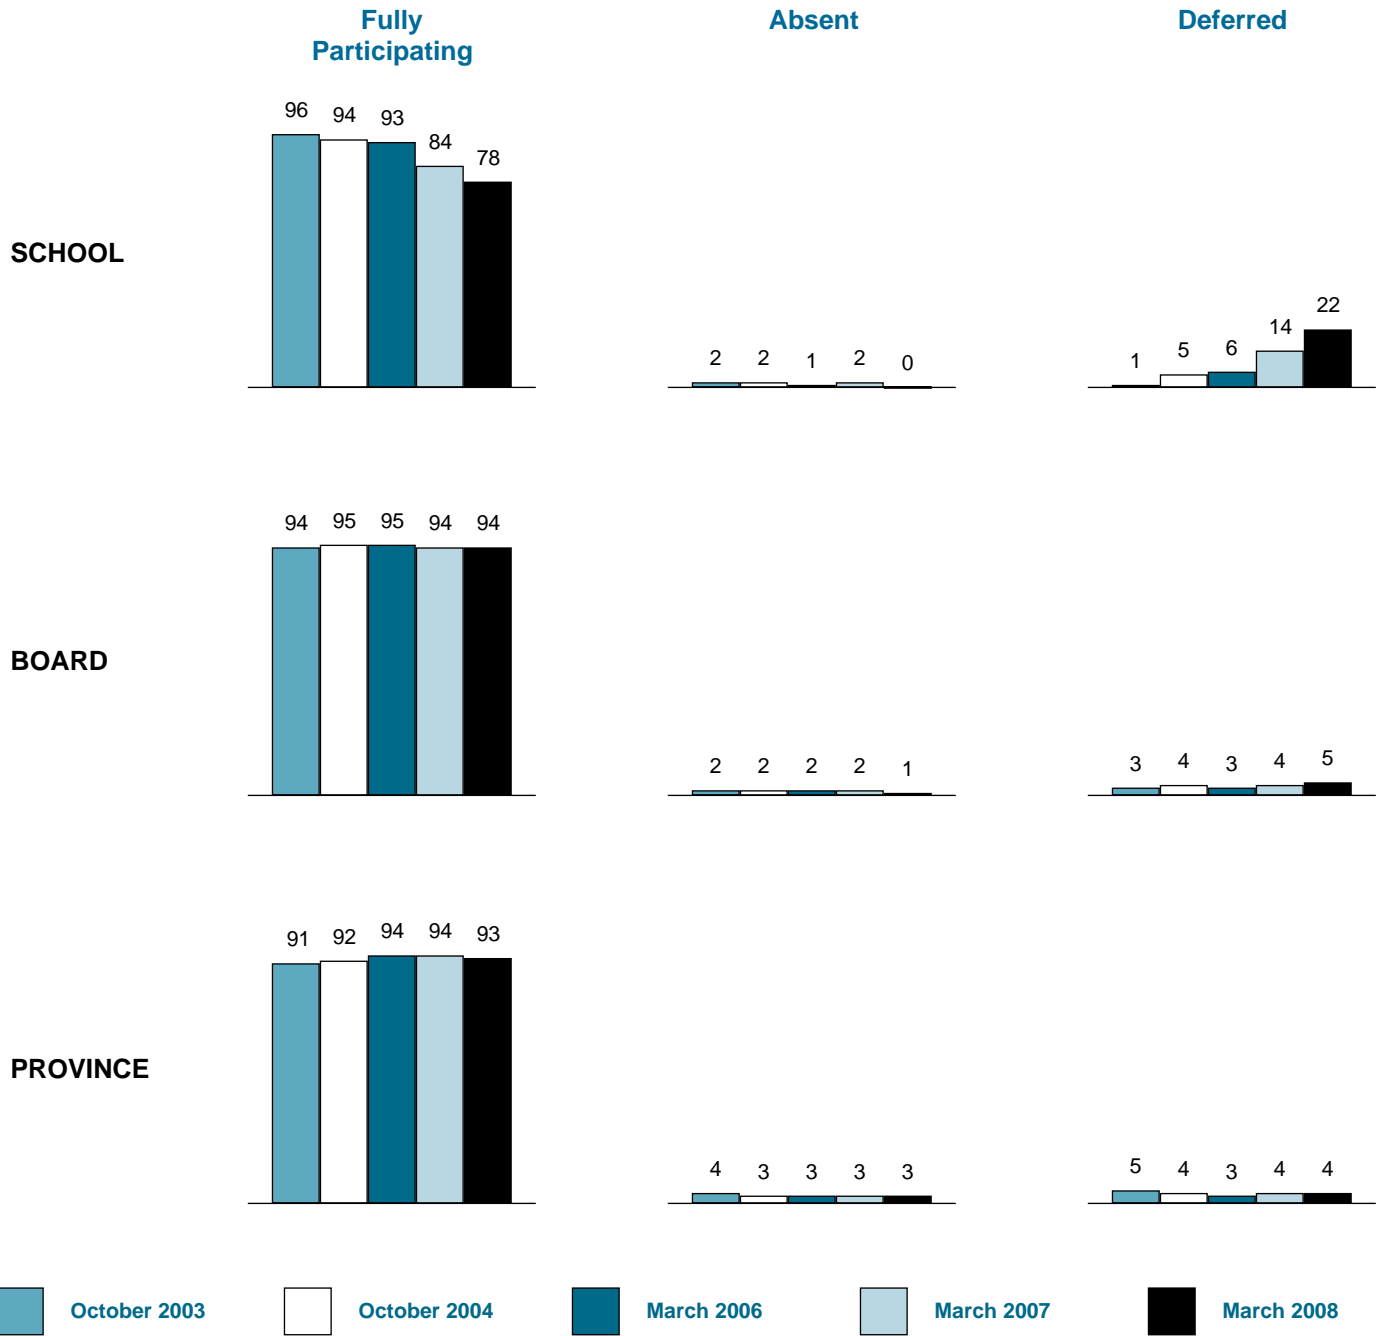 Fully
Participating
Absent
Deferred
SCHOOL
96 94 93 84 78
2 2 1 2 0
1 5 6 14 22
BOARD
94 95 95 94 94
2 2 2 2 1
3 4 3 4 5
PROVINCE
91 92 94 94 93
4 3 3 3 3
5 4 3 4 4
October 2003
October 2004
March 2006
March 2007
March 2008